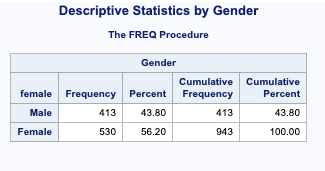 Descriptive Statistics by Gender
The FREQ Procedure
Gender
female Frequency Percent Cumulative Frequency Cumulative Percent
Male 413 43.80 413 43.80
Female 530 56.20 943 100.00